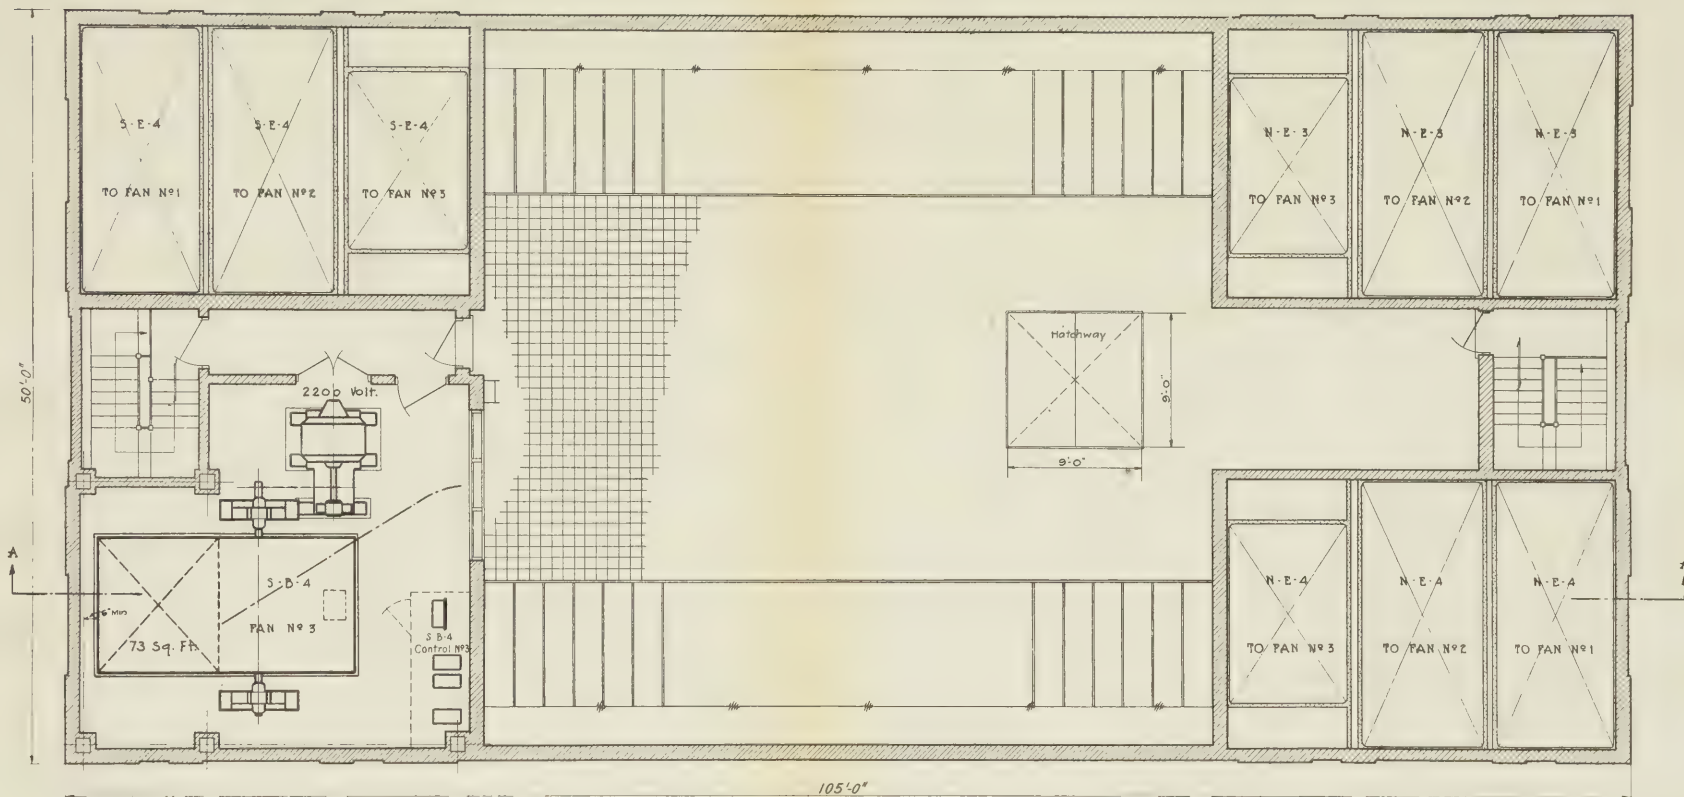 S-E-4
TO FAN Nº1
S-E-4
TO FAN Nº2
S-E-4
TO FAN Nº3
N-E-3
TO FAN Nº3
N-E-3
TO FAN Nº2
N-E-3
TO FAN Nº1
50'-0"
2200 Volt.
Hatchway
9'-0"
9'-0"
A
6" MIN
73 Sq. Ft.
S-B-4
FAN Nº3
S B-4
Control Nº3
N-E-4
TO FAN Nº3
N-E-4
TO FAN Nº2
N-E-4
TO FAN Nº1
105'-0"